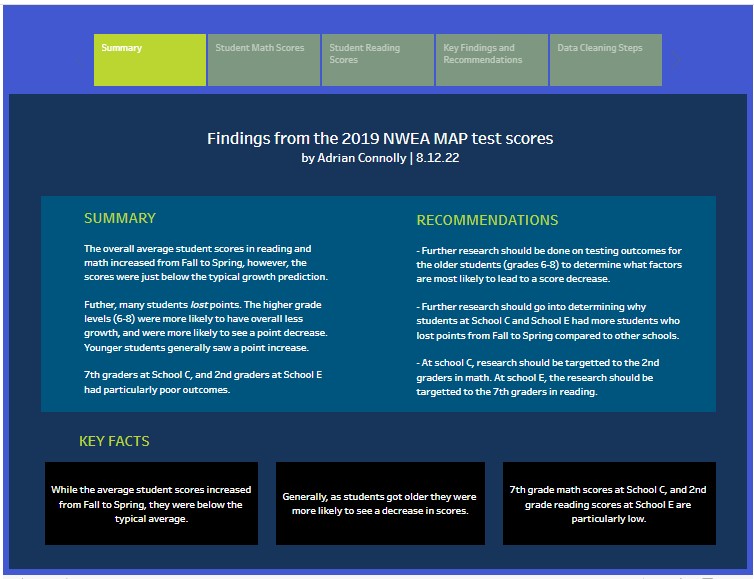 Summary
Student Math Scores
Student Reading
Scores
Key Findings and
Recommendations
Data Cleaning Steps
Findings from the 2019 NWEA MAP test scores
by Adrian Connolly | 8.12.22
SUMMARY
The overall average student scores in reading and
math increased from Fall to Spring, however, the
scores were just below the typical growth prediction.
Futher, many students lost points. The higher grade
levels (6-8) were more likely to have overall less
growth, and were more likely to see a point decrease.
Younger students generally saw a point increase.
7th graders at School C, and 2nd graders at School E
had particularly poor outcomes.
RECOMMENDATIONS
- Further research should be done on testing outcomes for
the older students (grades 6-8) to determine what factors
are most likely to lead to a score decrease.
- Further research should go into determining why
students at School C and School E had more students who
lost points from Fall to Spring compared to other schools.
- At school C, research should be targetted to the 2nd
graders in math. At school E, the research should be
targetted to the 7th graders in reading.
KEY FACTS
While the average student scores increased
from Fall to Spring, they were below the
typical average.
Generally, as students got older they were
more likely to see a decrease in scores.
7th grade math scores at School C, and 2nd
grade reading scores at School E are
particularly low.